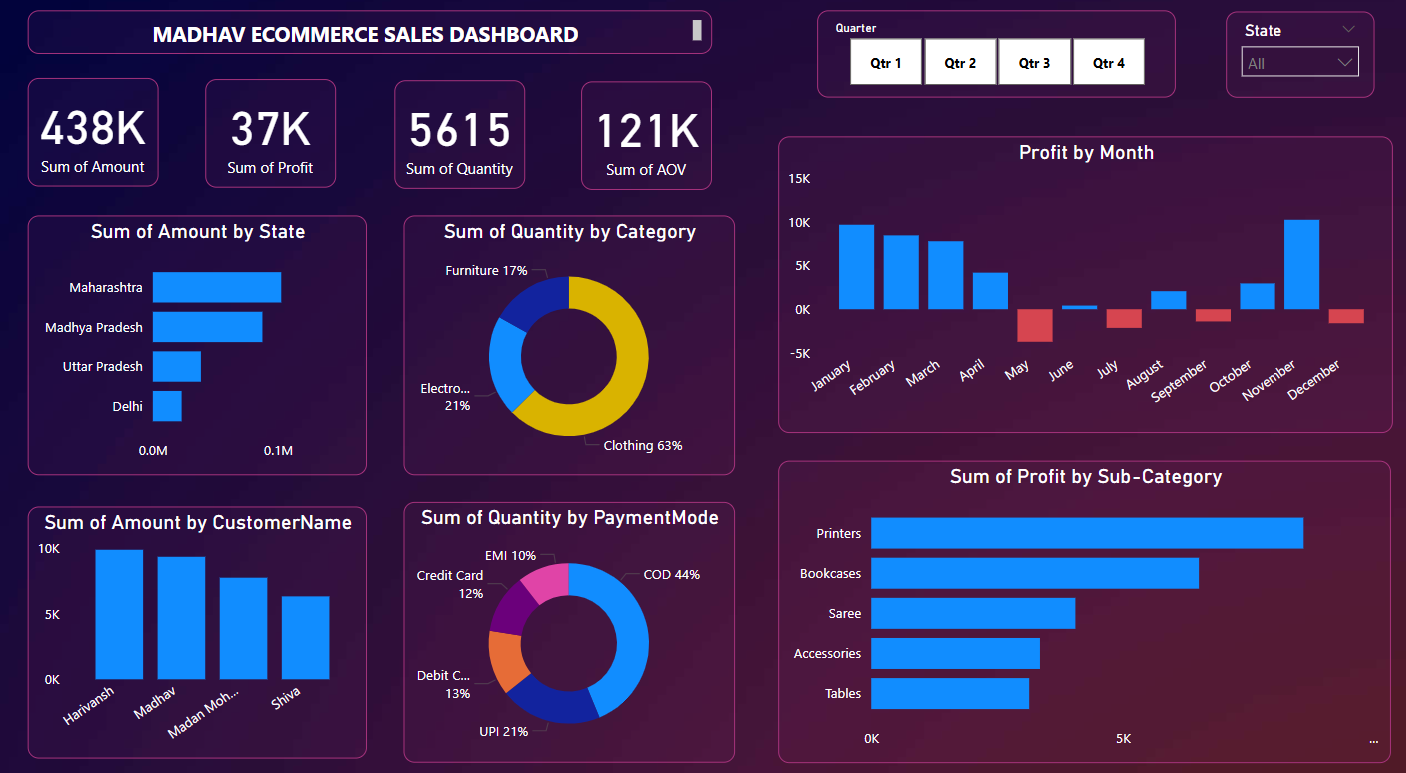 MADHAV ECOMMERCE SALES DASHBOARD
Quarter
Qtr 1
Qtr 2
Qtr 3
Qtr 4
State
All
438K
Sum of Amount
37K
Sum of Profit
5615
Sum of Quantity
121K
Sum of AOV
Sum of Amount by State
Maharashtra
Madhya Pradesh
Uttar Pradesh
Delhi
0.0M
0.1M
Sum of Quantity by Category
Furniture 17%
Electro...
21%
Clothing 63%
Profit by Month
15K
10K
5K
0K
-5K
January
February
March
April
May
June
July
August
September
October
November
December
Sum of Amount by CustomerName
10K
5K
0K
Harivansh
Madhav
Madan Moh...
Shiva
Sum of Quantity by PaymentMode
EMI 10%
Credit Card
12%
COD 44%
Debit C...
13%
UPI 21%
Sum of Profit by Sub-Category
Printers
Bookcases
Saree
Accessories
Tables
0K
5K
...